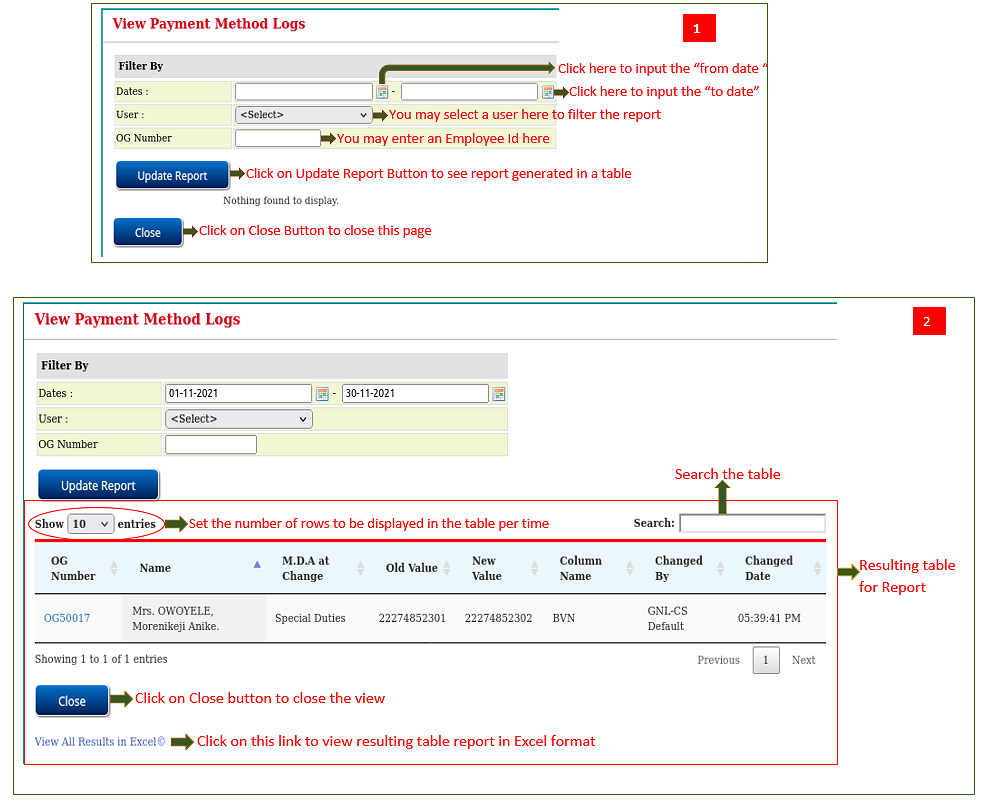 View Payment Method Logs
1
Filter By
Click here to input the “from date “
Dates :
-
Click here to input the “to date”
User :
<Select>
You may select a user here to filter the report
OG Number
You may enter an Employee Id here
Update Report
Click on Update Report Button to see report generated in a table
Nothing found to display.
Close
Click on Close Button to close this page
View Payment Method Logs
2
Filter By
Dates :
01-11-2021
-
30-11-2021
User :
<Select>
OG Number
Update Report
Search the table
Show 10 entries
Set the number of rows to be displayed in the table per time
Search:
OG Number
Name
M.D.A at Change
Old Value
New Value
Column Name
Changed By
Changed Date
Resulting table
for Report
OG50017
Mrs. OWOYELE,
Morenikeji Anike.
Special Duties
22274852301
22274852302
BVN
GNL-CS
Default
05:39:41 PM
Showing 1 to 1 of 1 entries
Previous
1
Next
Close
Click on Close button to close the view
View All Results in Excel©
Click on this link to view resulting table report in Excel format